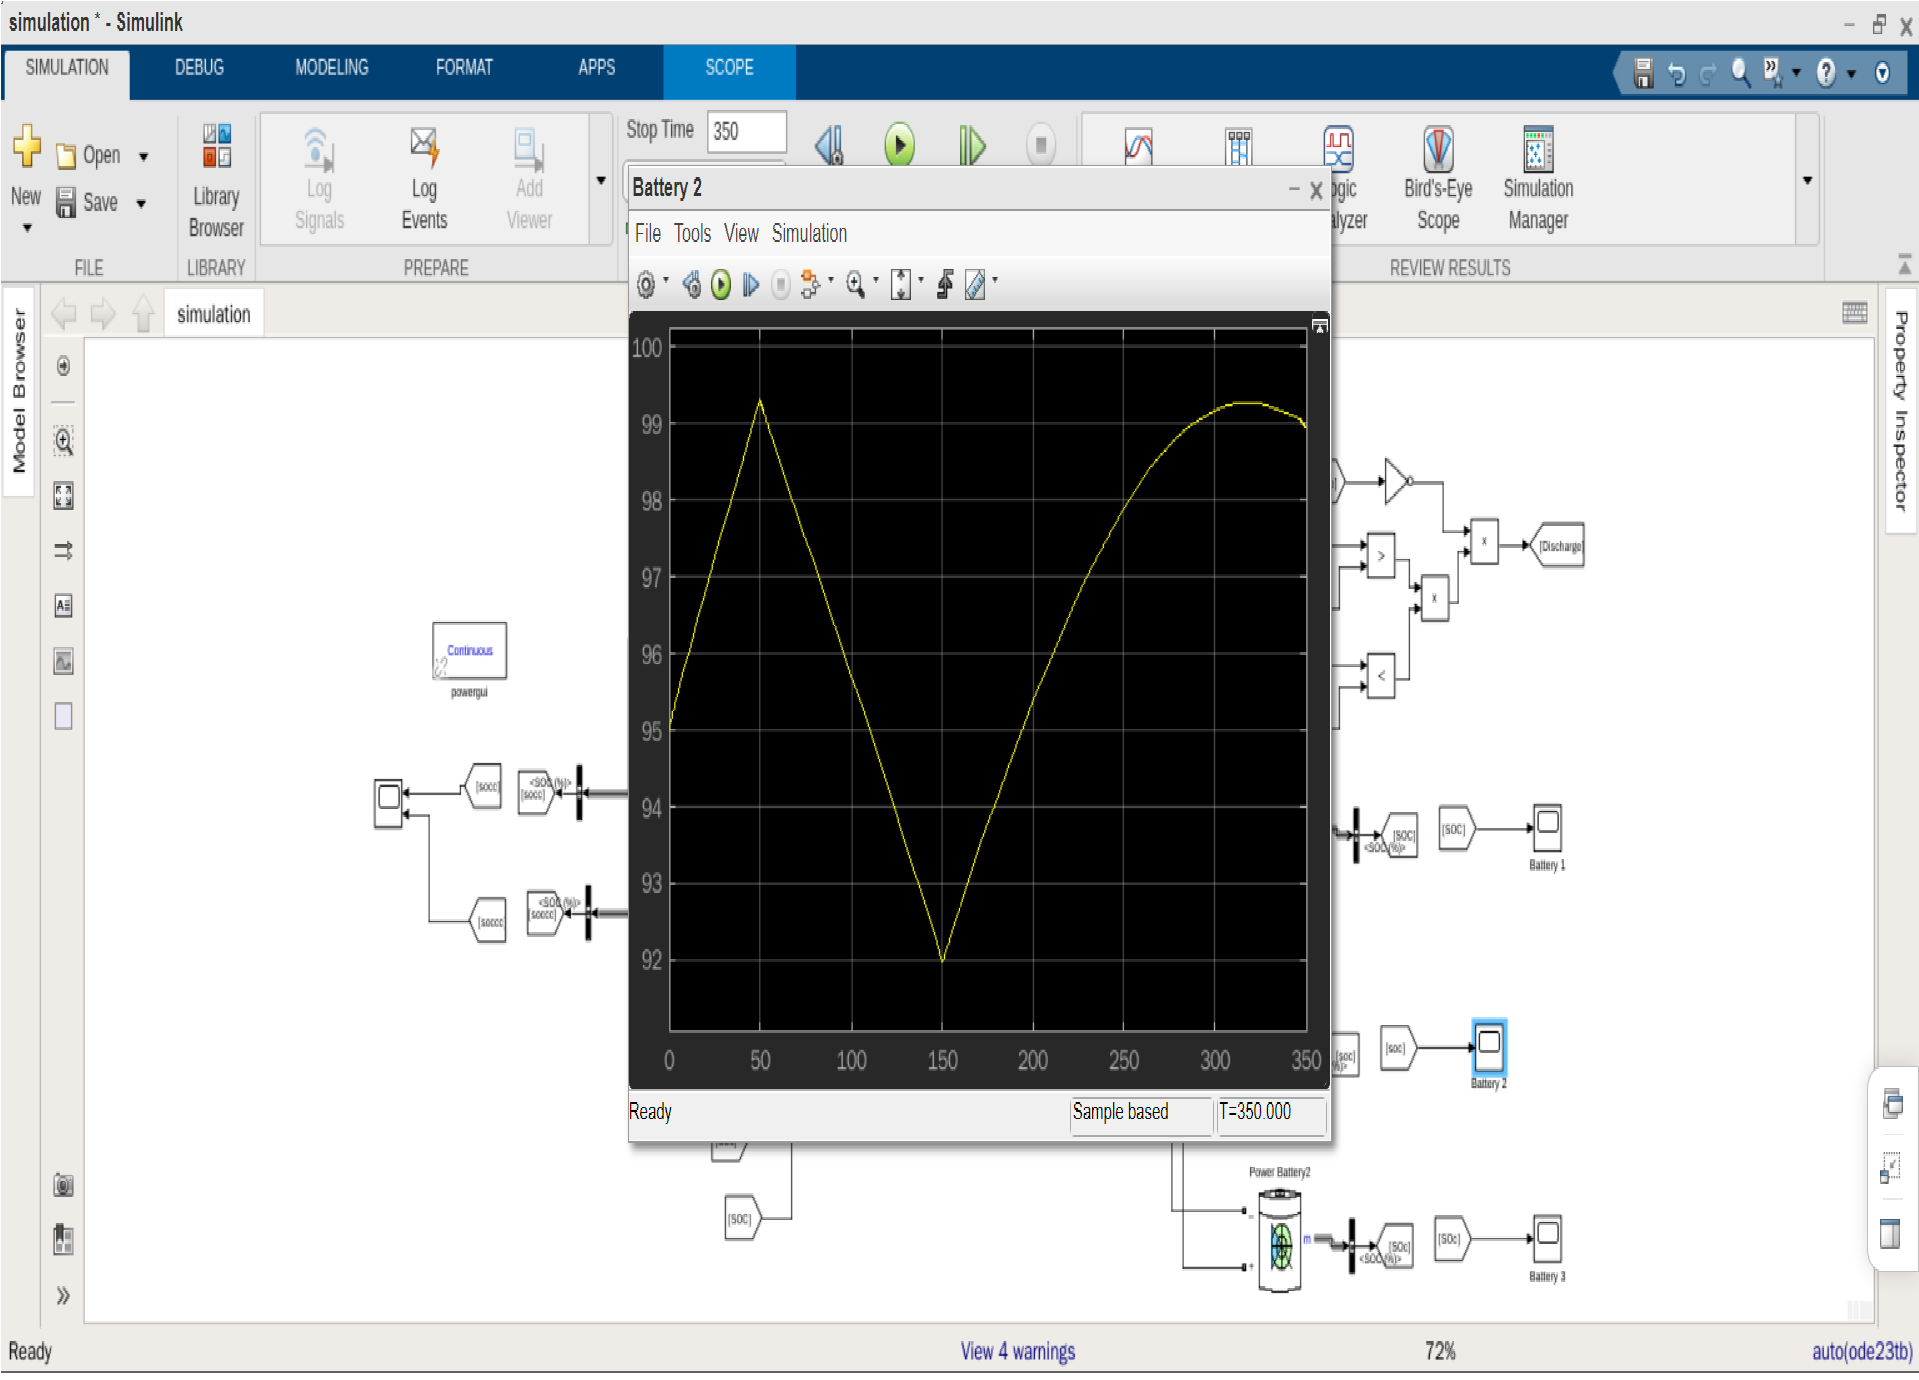 simulation * - Simulink
SIMULATION DEBUG MODELING FORMAT APPS SCOPE
New
Open
Save
FILE
Library
Browser
LIBRARY
Log
Signals
Log
Events
Add
Viewer
PREPARE
Stop Time 350
Bird's-Eye
Scope
Simulation
Manager
REVIEW RESULTS
Model Browser
simulation
Property Inspector
Battery 2
File Tools View Simulation
100
99
98
97
96
95
94
93
92
0 50 100 150 200 250 300 350
Ready Sample based T=350.000
Continuous
powergui
[socc]
<SOC (%)>
[socc]
[soccc]
<SOC (%)>
[soccc]
>
x
x
<
[Discharge]
[SOC]
<SOC (%)>
[SOC]
Battery 1
[soc]
[soc]
Battery 2
[SOC]
Power Battery2
m
[SOc]
<SOC (%)>
[SOc]
Battery 3
Ready View 4 warnings 72% auto(ode23tb)